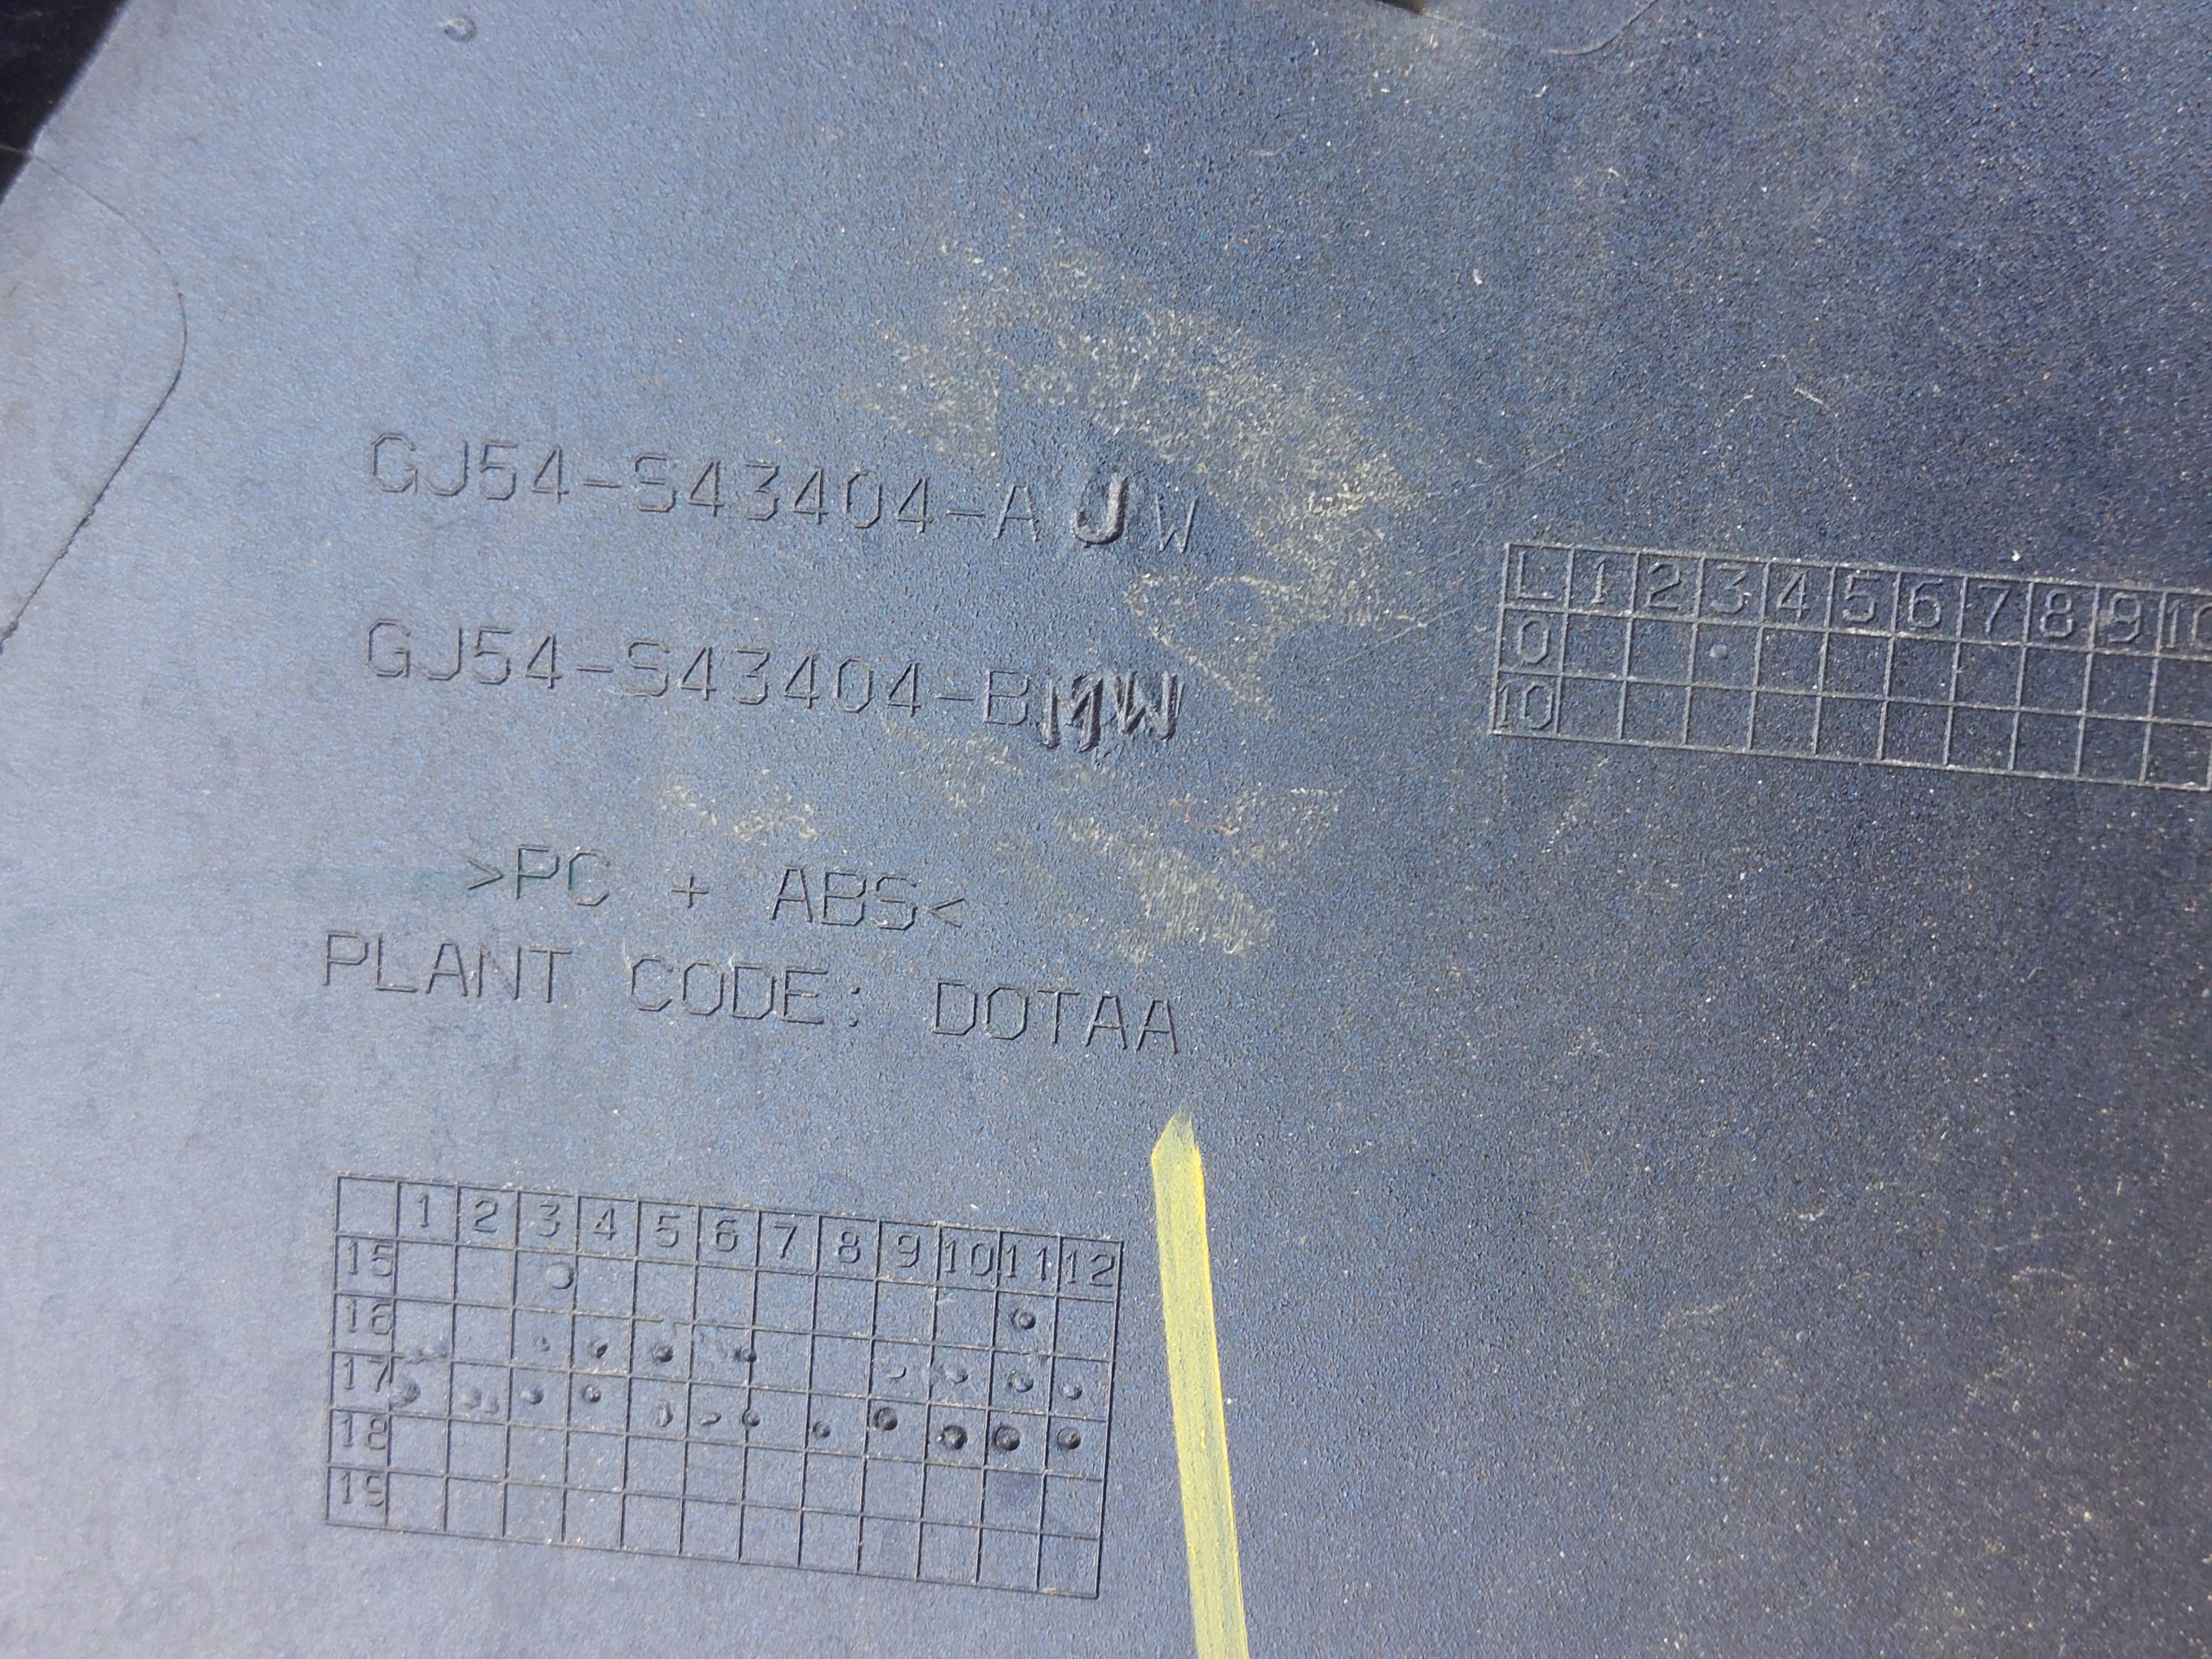 GJ54-S43404-AJW
GJ54-S43404-BMW
L 1 2 3 4 5 6 7 8 9 10
0
10
>PC + ABS<
PLANT CODE: DOTAA
1 2 3 4 5 6 7 8 9 10 11 12
15
16
17
18
19